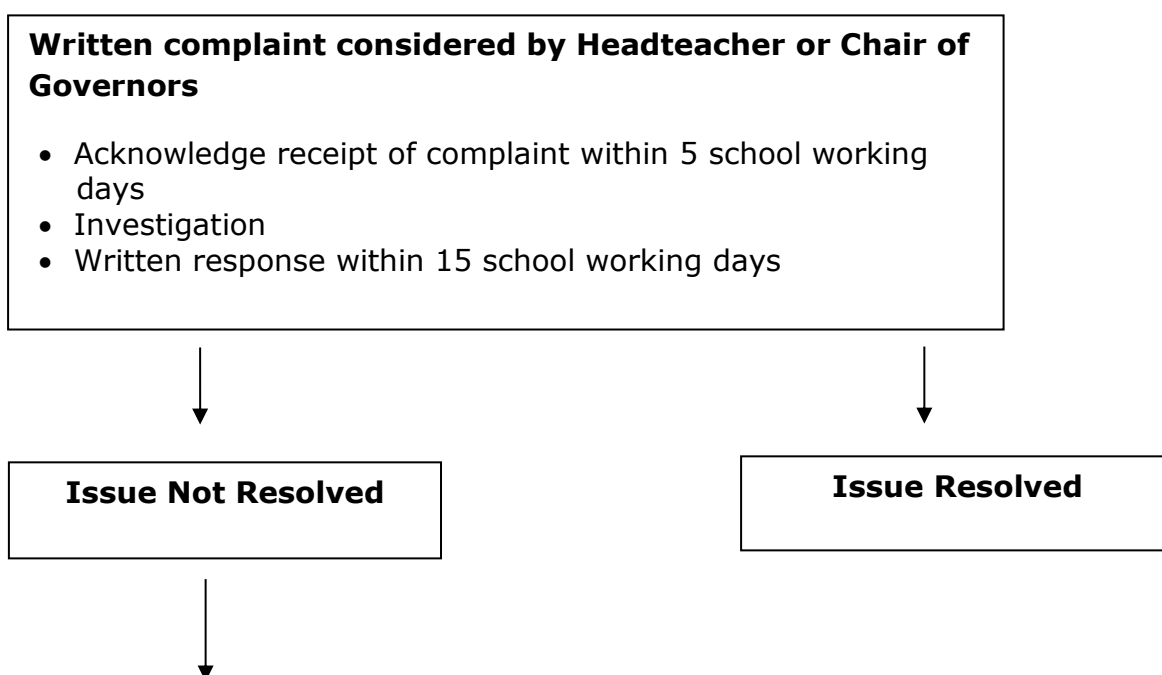 Written complaint considered by Headteacher or Chair of
Governors
• Acknowledge receipt of complaint within 5 school working
days
• Investigation
• Written response within 15 school working days
Issue Not Resolved
Issue Resolved